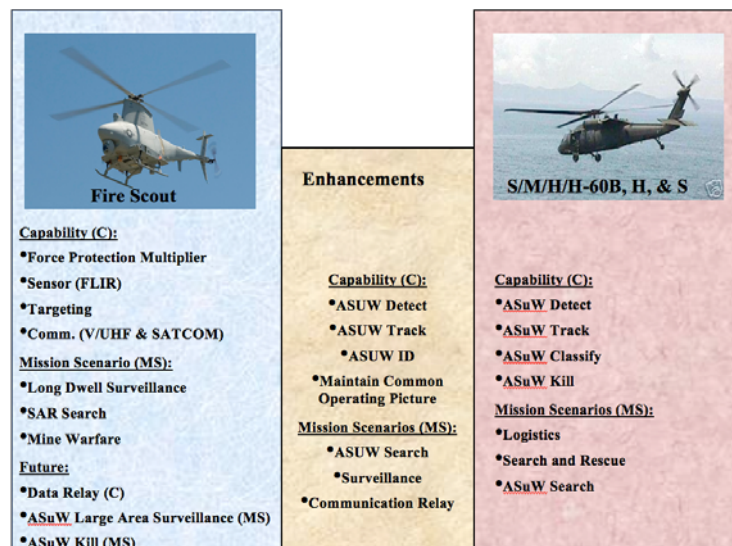 Fire Scout
Capability (C):
•Force Protection Multiplier
•Sensor (FLIR)
•Targeting
•Comm. (V/UHF & SATCOM)
Mission Scenario (MS):
•Long Dwell Surveillance
•SAR Search
•Mine Warfare
Future:
•Data Relay (C)
•ASuW Large Area Surveillance (MS)
•ASuW Kill (MS)
Enhancements
Capability (C):
•ASUW Detect
•ASUW Track
•ASUW ID
•Maintain Common
Operating Picture
Mission Scenarios (MS):
•ASUW Search
•Surveillance
•Communication Relay
S/M/H/H-60B, H, & S
Capability (C):
•ASuW Detect
•ASuW Track
•ASuW Classify
•ASuW Kill
Mission Scenarios (MS):
•Logistics
•Search and Rescue
•ASuW Search